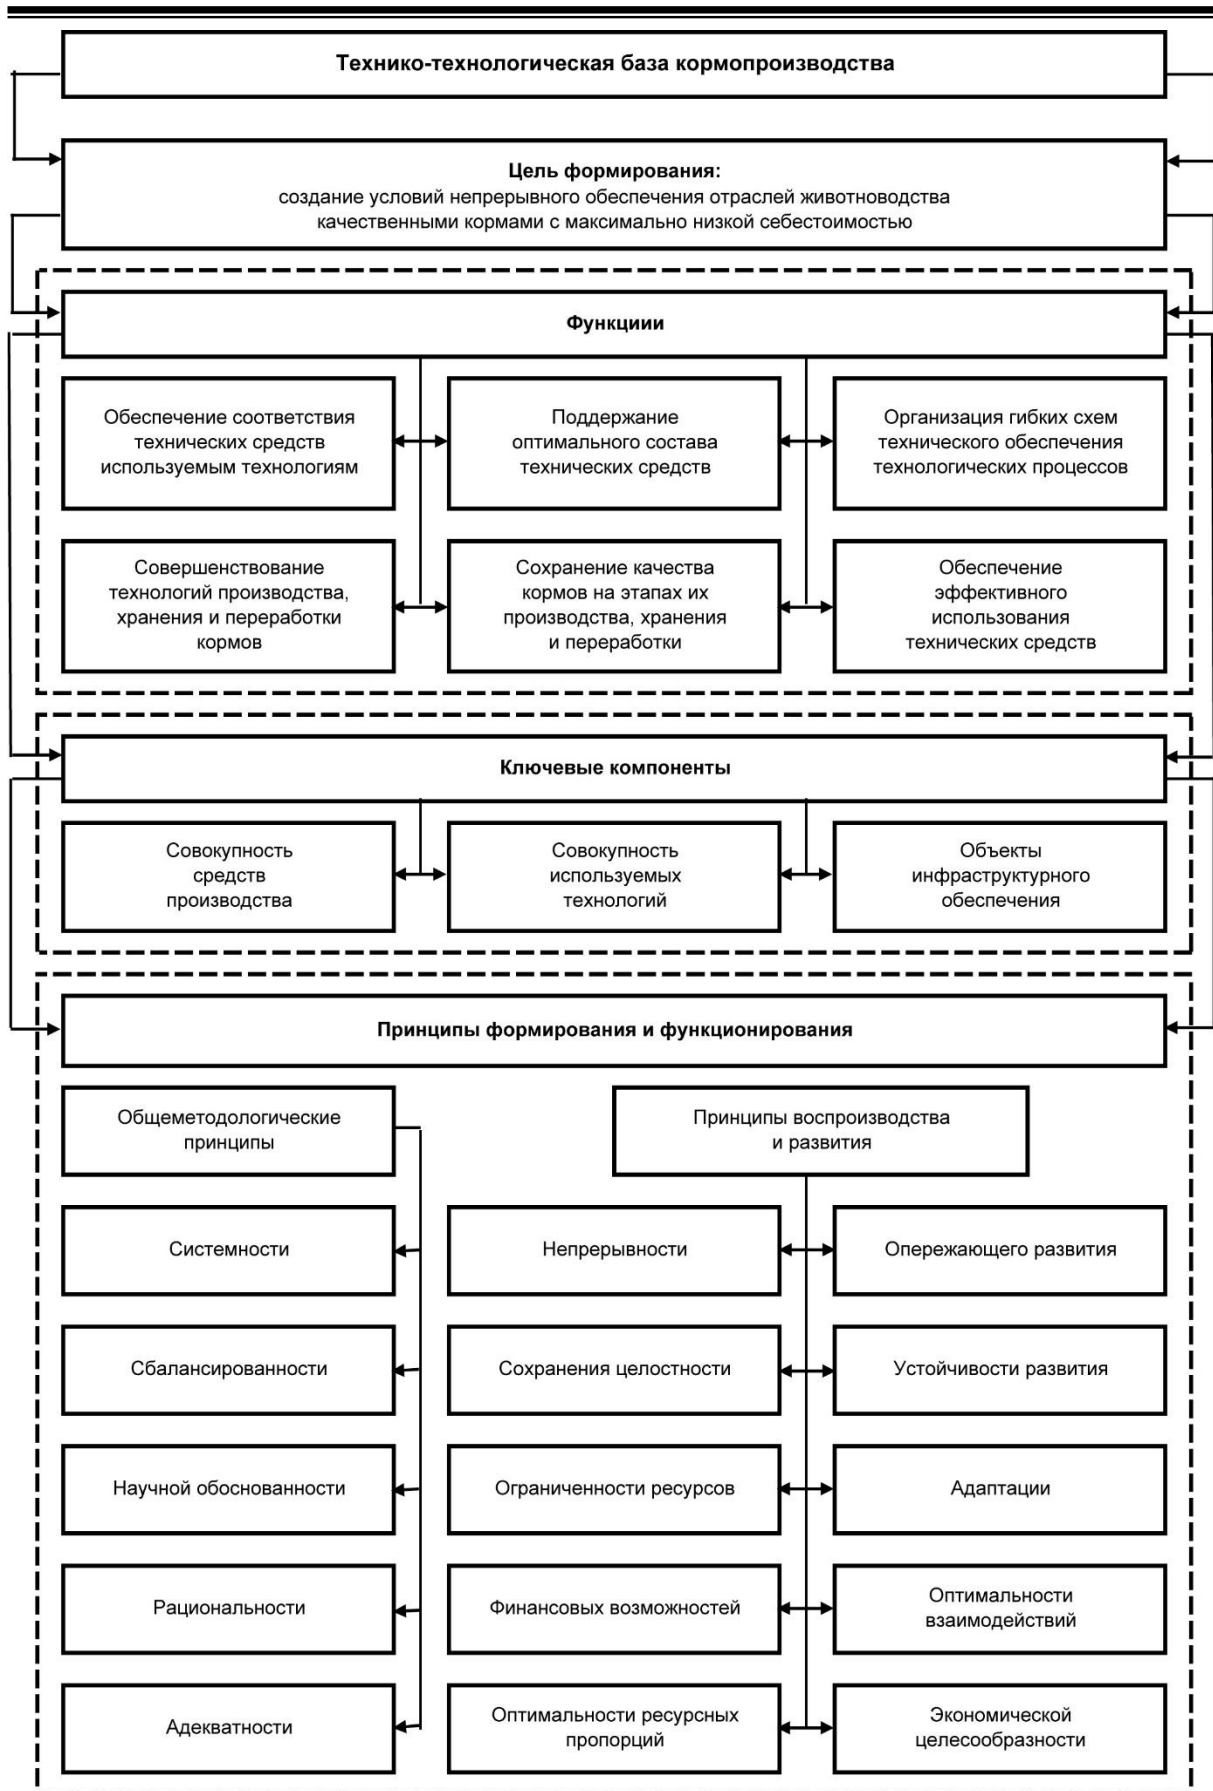 Технико-технологическая база кормопроизводства
Цель формирования:
создание условий непрерывного обеспечения отраслей животноводства
качественными кормами с максимально низкой себестоимостью
Функциии
Обеспечение соответствия
технических средств
используемым технологиям
Поддержание
оптимального состава
технических средств
Организация гибких схем
технического обеспечения
технологических процессов
Совершенствование
технологий производства,
хранения и переработки
кормов
Сохранение качества
кормов на этапах их
производства, хранения
и переработки
Обеспечение
эффективного
использования
технических средств
Ключевые компоненты
Совокупность
средств
производства
Совокупность
используемых
технологий
Объекты
инфраструктурного
обеспечения
Принципы формирования и функционирования
Общеметодологические
принципы
Принципы воспроизводства
и развития
Системности
Непрерывности
Опережающего развития
Сбалансированности
Сохранения целостности
Устойчивости развития
Научной обоснованности
Ограниченности ресурсов
Адаптации
Рациональности
Финансовых возможностей
Оптимальности
взаимодействий
Адекватности
Оптимальности ресурсных
пропорций
Экономической
целесообразности